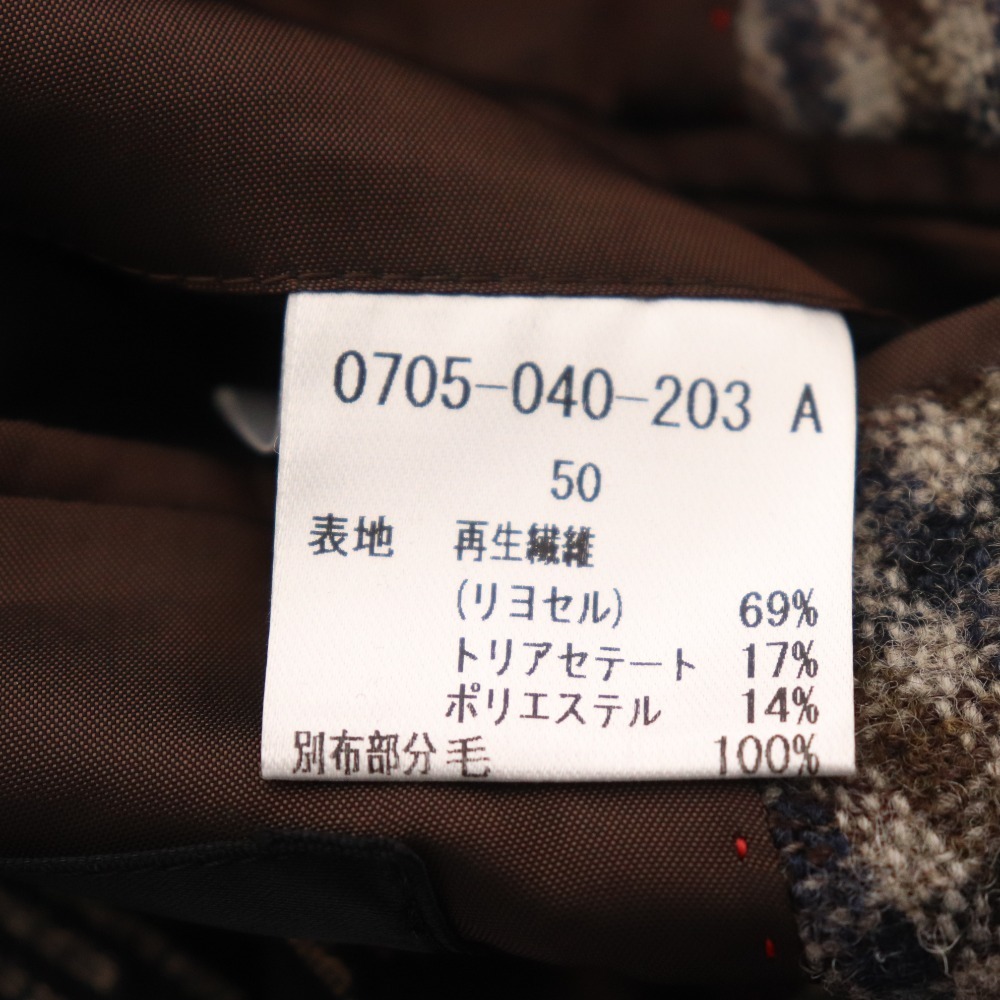 0705-040-203 A
50
表地 再生繊維
(リヨセル) 69%
トリアセテート 17%
ポリエステル 14%
別布部分 毛 100%